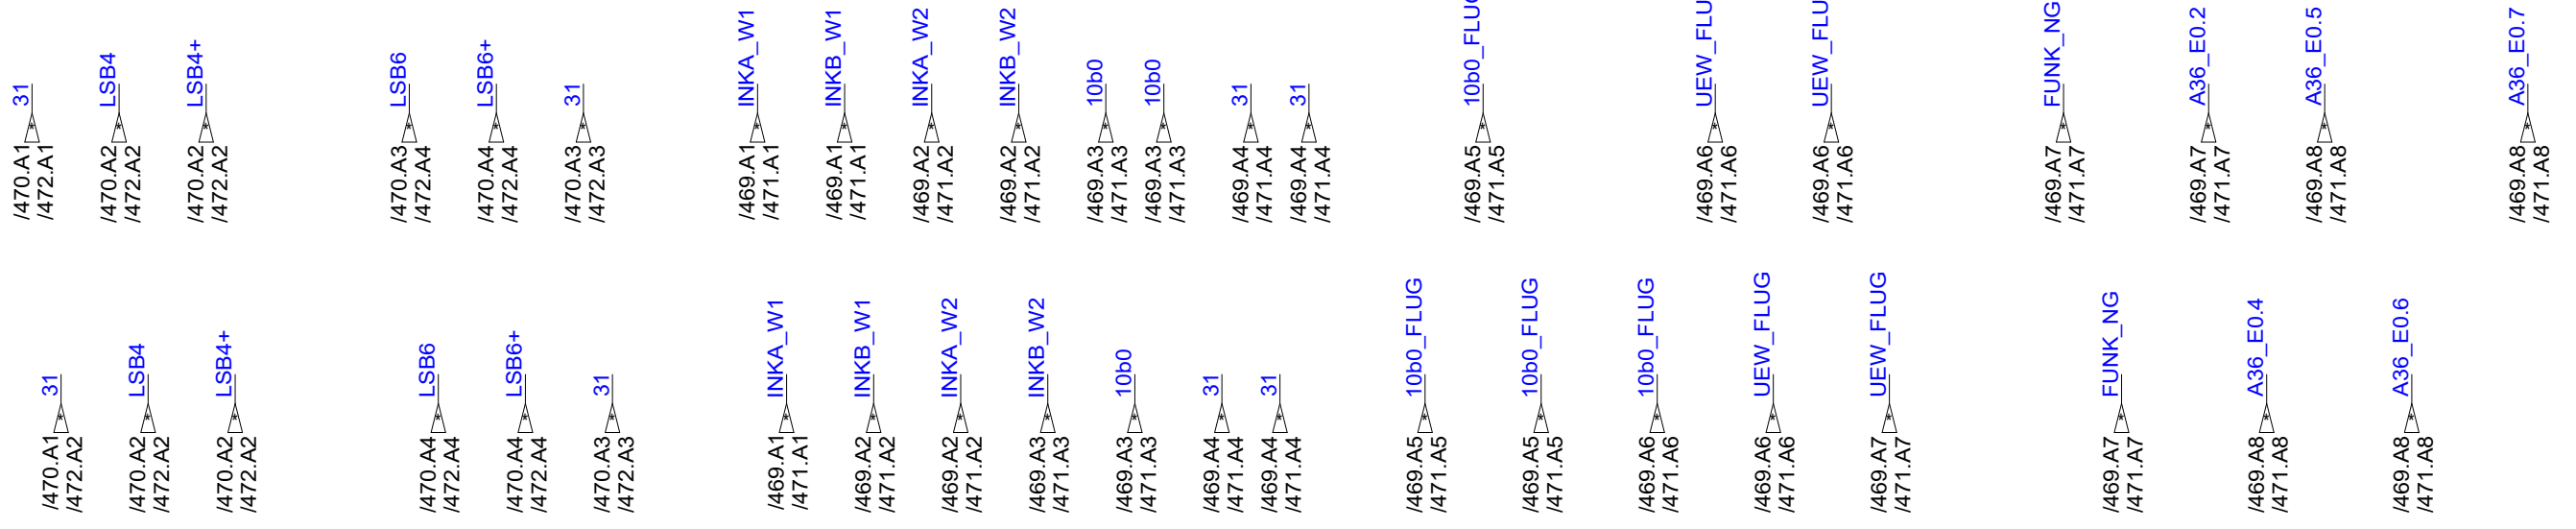 31
/470.A1
/472.A1
LSB4
/470.A2
/472.A2
LSB4+
/470.A2
/472.A2
LSB6
/470.A3
/472.A4
LSB6+
/470.A4
/472.A4
31
/470.A3
/472.A3
INKA_W1
/469.A1
/471.A1
INKB_W1
/469.A1
/471.A1
INKA_W2
/469.A2
/471.A2
INKB_W2
/469.A2
/471.A2
10b0
/469.A3
/471.A3
10b0
/469.A3
/471.A3
31
/469.A4
/471.A4
31
/469.A4
/471.A4
10b0_FLUG
/469.A5
/471.A5
UEW_FLU
/469.A6
/471.A6
UEW_FLU
/469.A6
/471.A6
FUNK_NG
/469.A7
/471.A7
A36_E0.2
/469.A7
/471.A7
A36_E0.5
/469.A8
/471.A8
A36_E0.7
/469.A8
/471.A8
31
/470.A1
/472.A2
LSB4
/470.A2
/472.A2
LSB4+
/470.A2
/472.A2
LSB6
/470.A4
/472.A4
LSB6+
/470.A4
/472.A4
31
/470.A3
/472.A3
INKA_W1
/469.A1
/471.A1
INKB_W1
/469.A2
/471.A2
INKA_W2
/469.A2
/471.A2
INKB_W2
/469.A3
/471.A3
10b0
/469.A3
/471.A3
31
/469.A4
/471.A4
31
/469.A4
/471.A4
10b0_FLUG
/469.A5
/471.A5
10b0_FLUG
/469.A5
/471.A5
10b0_FLUG
/469.A6
/471.A6
UEW_FLUG
/469.A6
/471.A6
UEW_FLUG
/469.A7
/471.A7
FUNK_NG
/469.A7
/471.A7
A36_E0.4
/469.A8
/471.A8
A36_E0.6
/469.A8
/471.A8